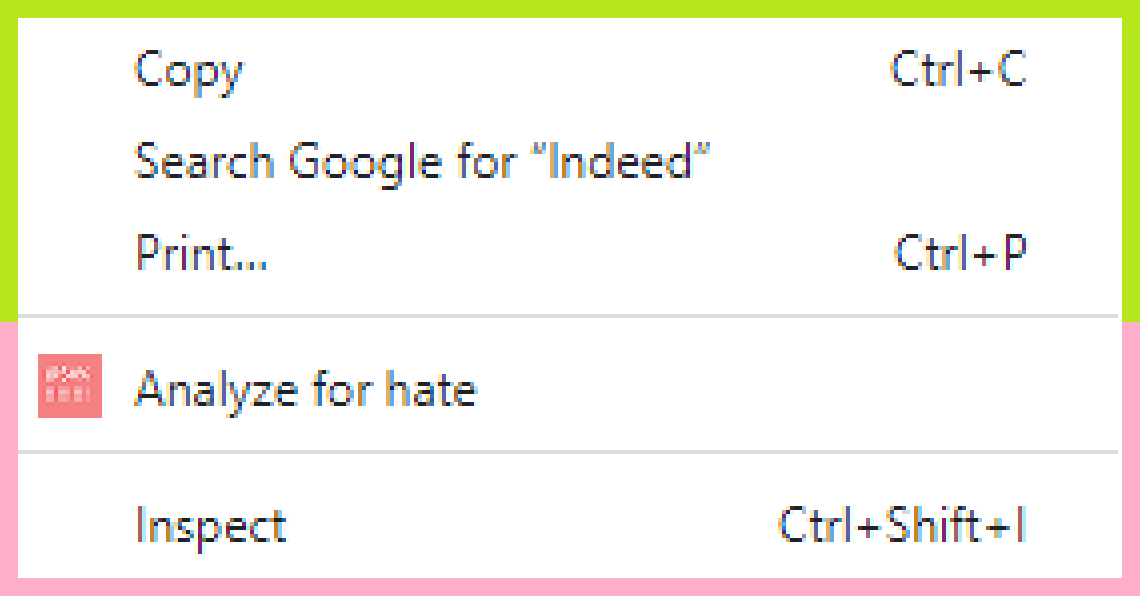 Copy Ctrl+C
Search Google for “Indeed”
Print... Ctrl+P
Analyze for hate
Inspect Ctrl+Shift+I